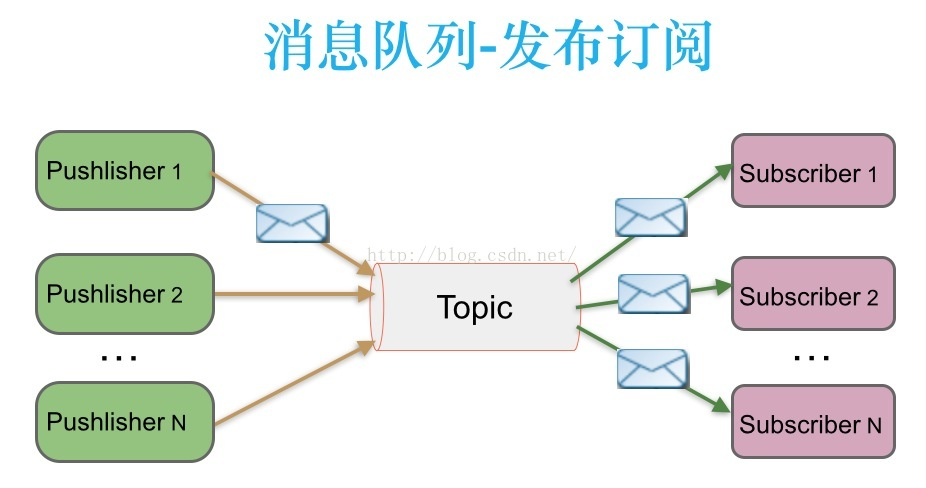 消息队列-发布订阅
Pushlisher 1
Subscriber 1
http://blog.csdn.net/
Pushlisher 2
Topic
Subscriber 2
...
...
Pushlisher N
Subscriber N